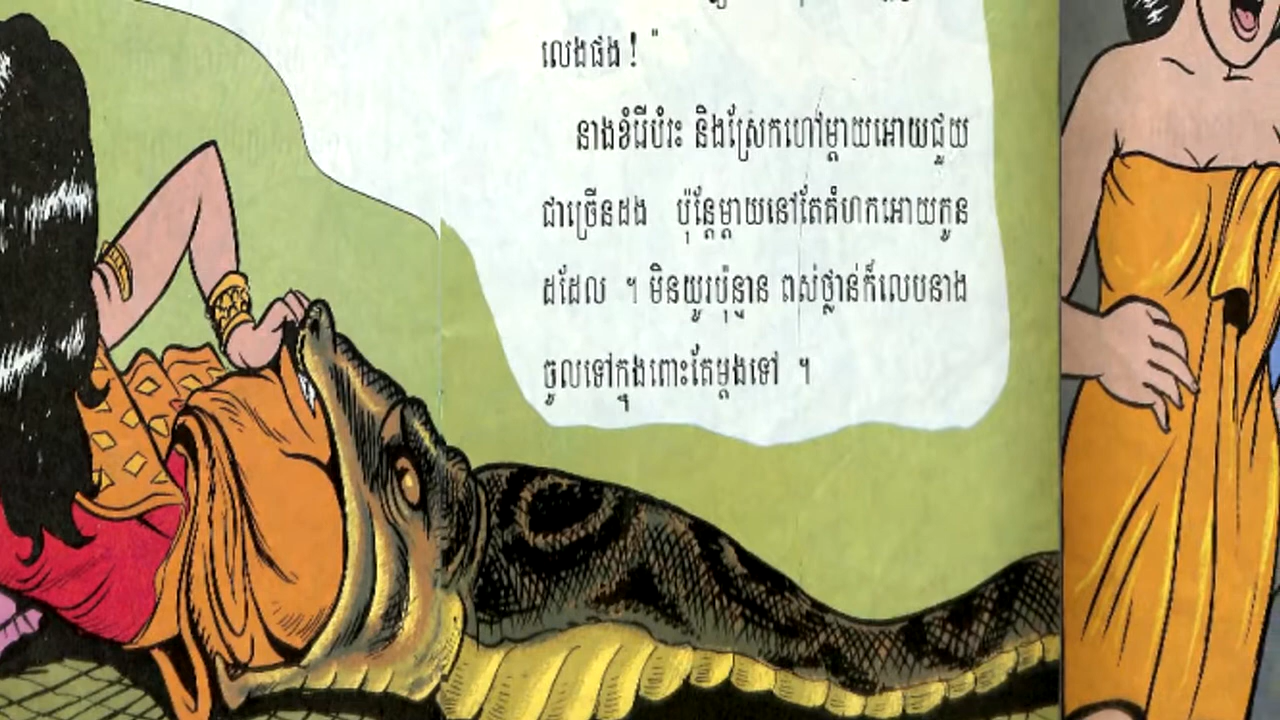 លេងផង ! "
នាងខំរើបំរះ និងស្រែកហៅម្ដាយអោយជួយ
ជាច្រើនដង ប៉ុន្តែម្ដាយនៅតែគំហកអោយកូន
ដដែល ។ មិនយូរប៉ុន្មាន ពស់ថ្លាន់ក៏លេបនាង
ចូលទៅក្នុងពោះតែម្ដងទៅ ។